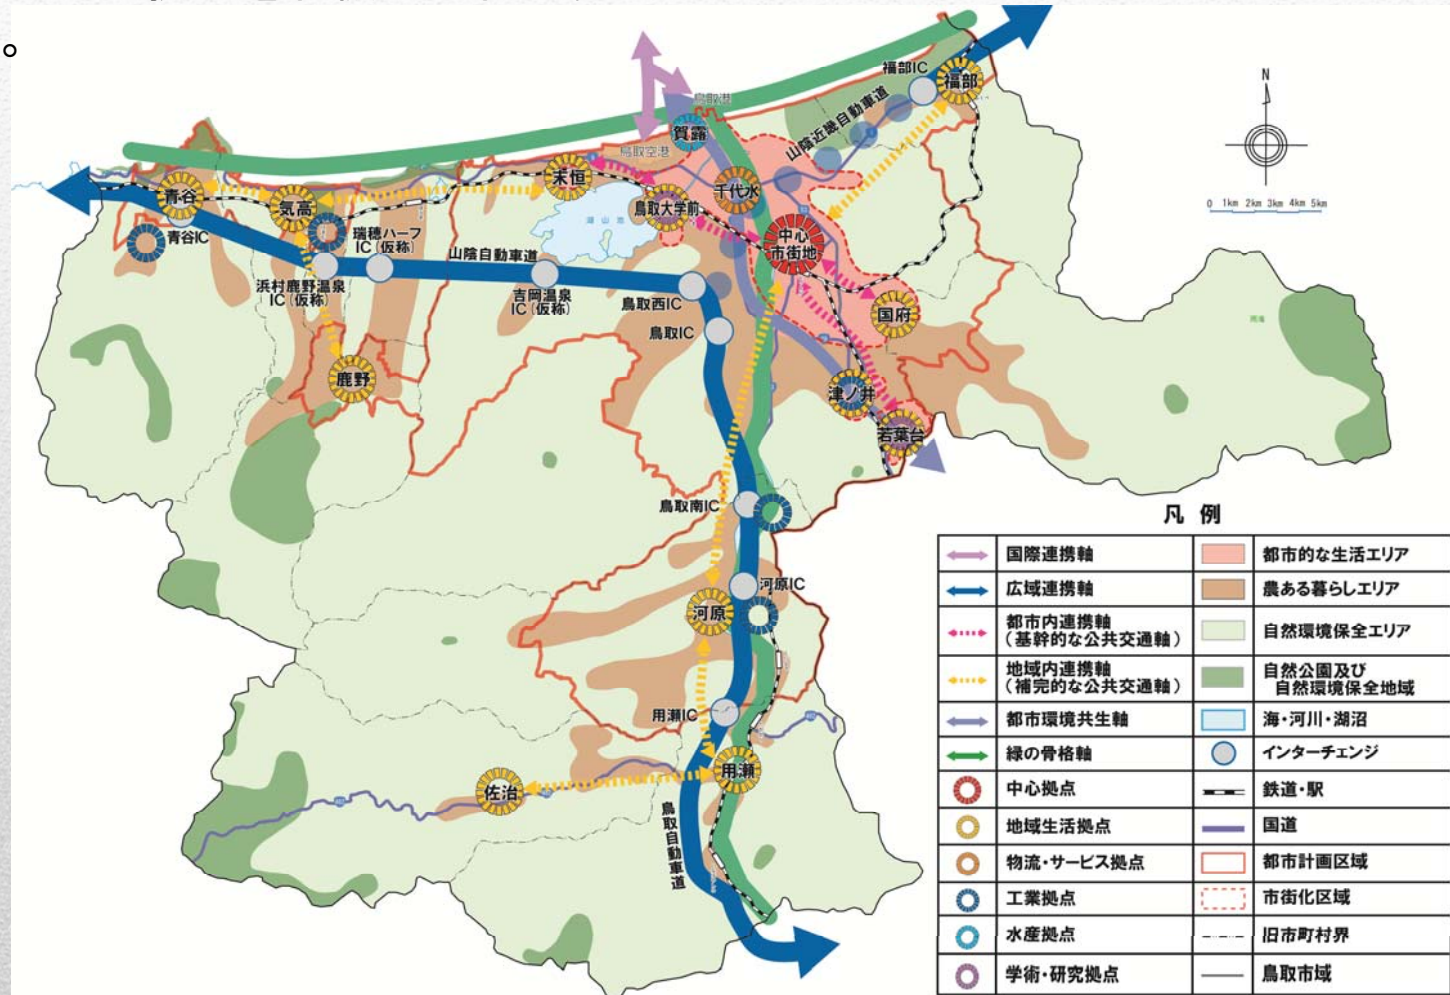 。
福部IC
福部
鳥取港
賀露
山陰近畿自動車道
N
鳥取空港
末恒
千代水
青谷
気高
鳥取大学前
湖山池
0 1km 2km 3km 4km 5km
青谷IC
瑞穂ハーフ
IC(仮称)
山陰自動車道
中心
市街地
浜村鹿野温泉
IC(仮称)
吉岡温泉
IC(仮称)
鳥取西IC
国府
鳥取IC
鹿野
津ノ井
若葉台
鳥取南IC
河原IC
河原
用瀬IC
用瀬
佐治
鳥取自動車道
凡 例
国際連携軸
都市的な生活エリア
広域連携軸
農ある暮らしエリア
都市内連携軸
(基幹的な公共交通軸)
自然環境保全エリア
地域内連携軸
(補完的な公共交通軸)
自然公園及び
自然環境保全地域
都市環境共生軸
海・河川・湖沼
緑の骨格軸
インターチェンジ
中心拠点
鉄道・駅
地域生活拠点
国道
物流・サービス拠点
都市計画区域
工業拠点
市街化区域
水産拠点
旧市町村界
学術・研究拠点
鳥取市域